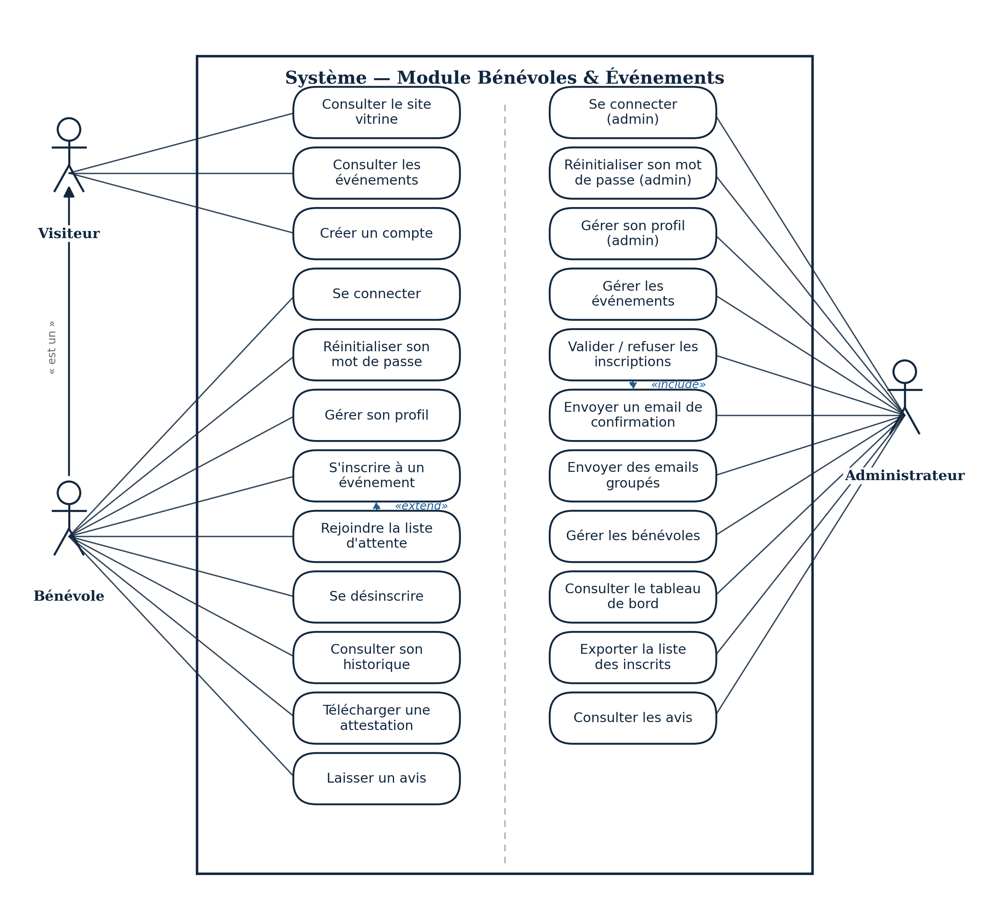 Système — Module Bénévoles & Événements
Consulter le site
vitrine
Consulter les
événements
Créer un compte
Se connecter
Réinitialiser son
mot de passe
Gérer son profil
S'inscrire à un
événement
«extend»
Rejoindre la liste
d'attente
Se désinscrire
Consulter son
historique
Télécharger une
attestation
Laisser un avis
Se connecter
(admin)
Réinitialiser son mot
de passe (admin)
Gérer son profil
(admin)
Gérer les
événements
Valider / refuser les
inscriptions
«include»
Envoyer un email de
confirmation
Envoyer des emails
groupés
Gérer les bénévoles
Consulter le tableau
de bord
Exporter la liste
des inscrits
Consulter les avis
Visiteur
« est un »
Bénévole
Administrateur